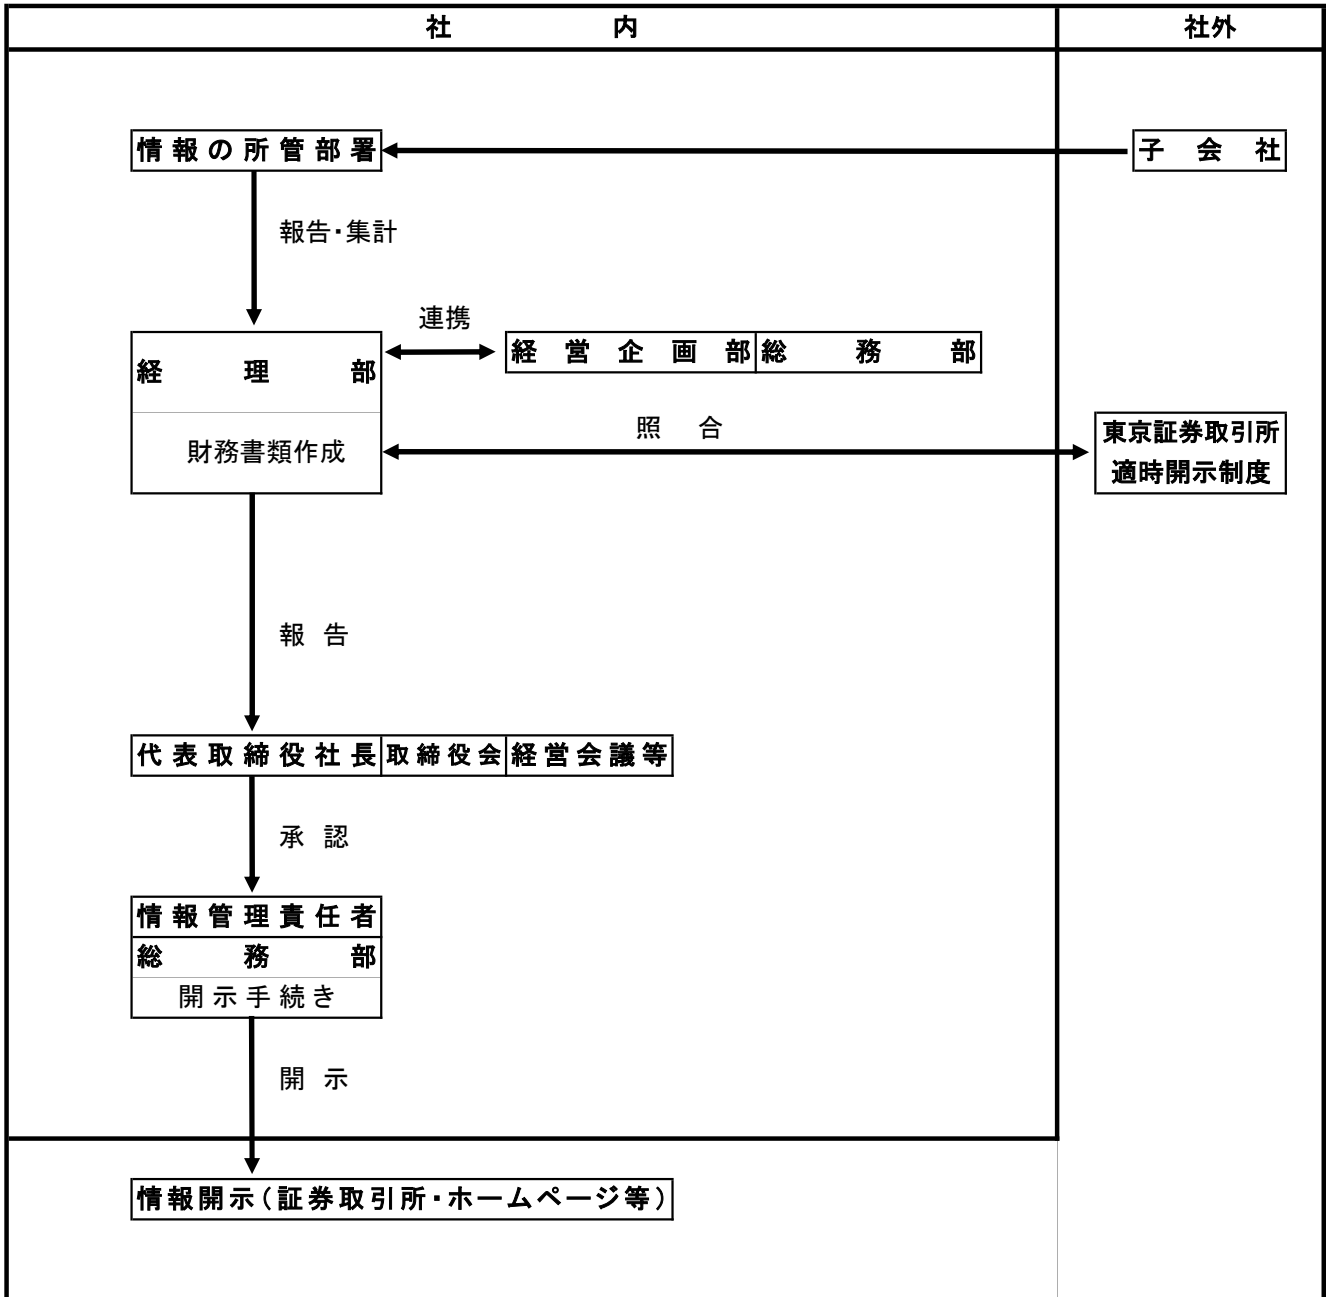 社内
社外
情報の所管部署
子会社
報告・集計
連携
経理部
経営企画部
総務部
照合
財務書類作成
東京証券取引所
適時開示制度
報告
代表取締役社長
取締役会
経営会議等
承認
情報管理責任者
総務部
開示手続き
開示
情報開示(証券取引所・ホームページ等)